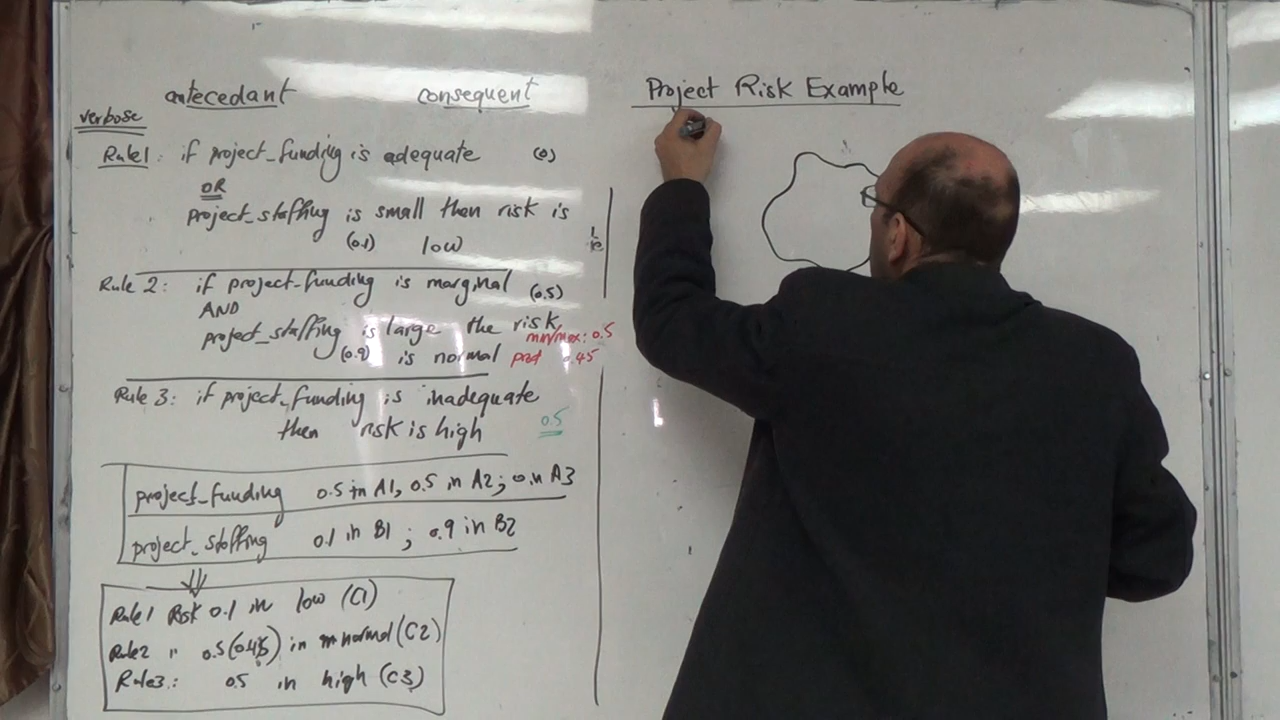 antecedant consequent
verbose
Rule1: if project_funding is adequate (0)
OR
project_staffing is small then risk is
(0.1) low
Rule 2: if project_funding is marginal (0.5)
AND
project_staffing is large the risk
min/max: 0.5
(0.9) is normal prod 0.45
Rule 3: if project_funding is inadequate
then risk is high 0.5
project_funding 0.5 in A1, 0.5 in A2; A3
project_staffing 0.1 in B1 ; 0.9 in B2
Rule1 Risk 0.1 in low (C1)
Rule2 " 0.5(0.45) in normal (C2)
Rule3: 0.5 in high (C3)
Project Risk Example